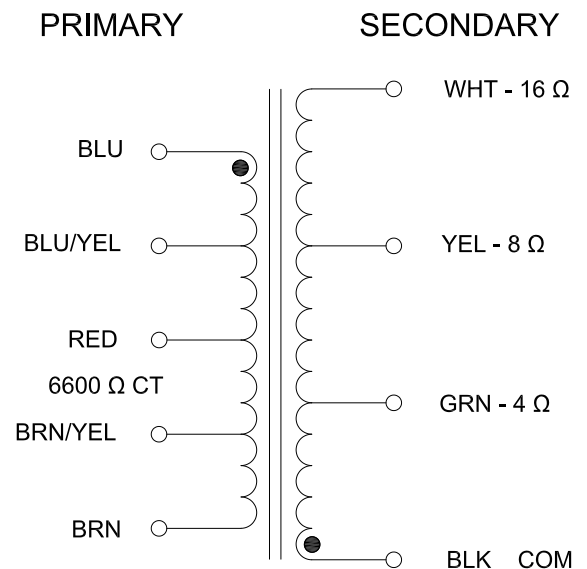 PRIMARY
SECONDARY
WHT - 16 Ω
BLU
BLU/YEL
YEL - 8 Ω
RED
6600 Ω CT
GRN - 4 Ω
BRN/YEL
BRN
BLK COM